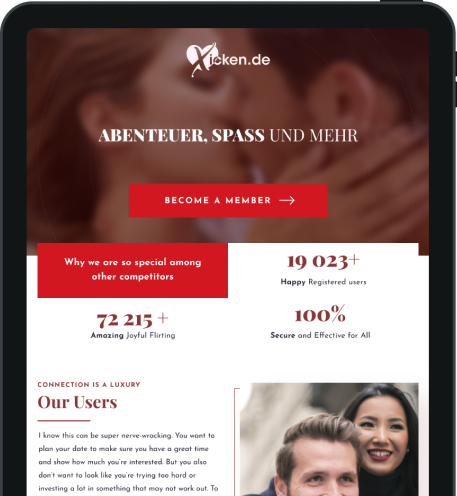 Xicken.de
ABENTEUER, SPASS UND MEHR
BECOME A MEMBER
Why we are so special among
other competitors
19 023+
Happy Registered users
72 215 +
Amazing Joyful Flirting
100%
Secure and Effective for All
CONNECTION IS A LUXURY
Our Users
I know this can be super nerve-wracking. You want to
plan your date to make sure you have a great time
and show how much you're interested. But you also
don't want to look like you're trying too hard or
investing a lot in something that may not work out. To